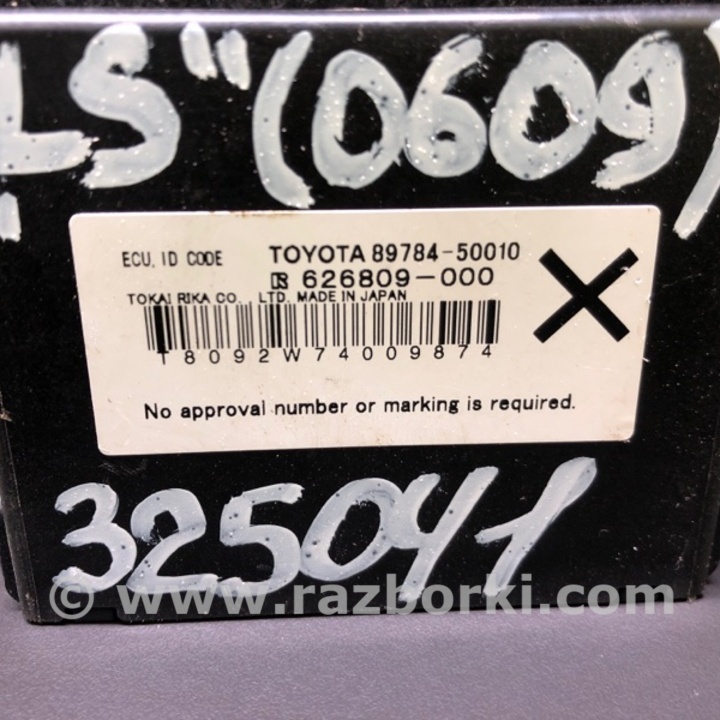 LS"(0609)
ECU, ID CODE TOYOTA 89784-50010
626809-000
TOKAI RIKA CO., LTD. MADE IN JAPAN
T8092W74009874
No approval number or marking is required.
325041
© www.razborki.com